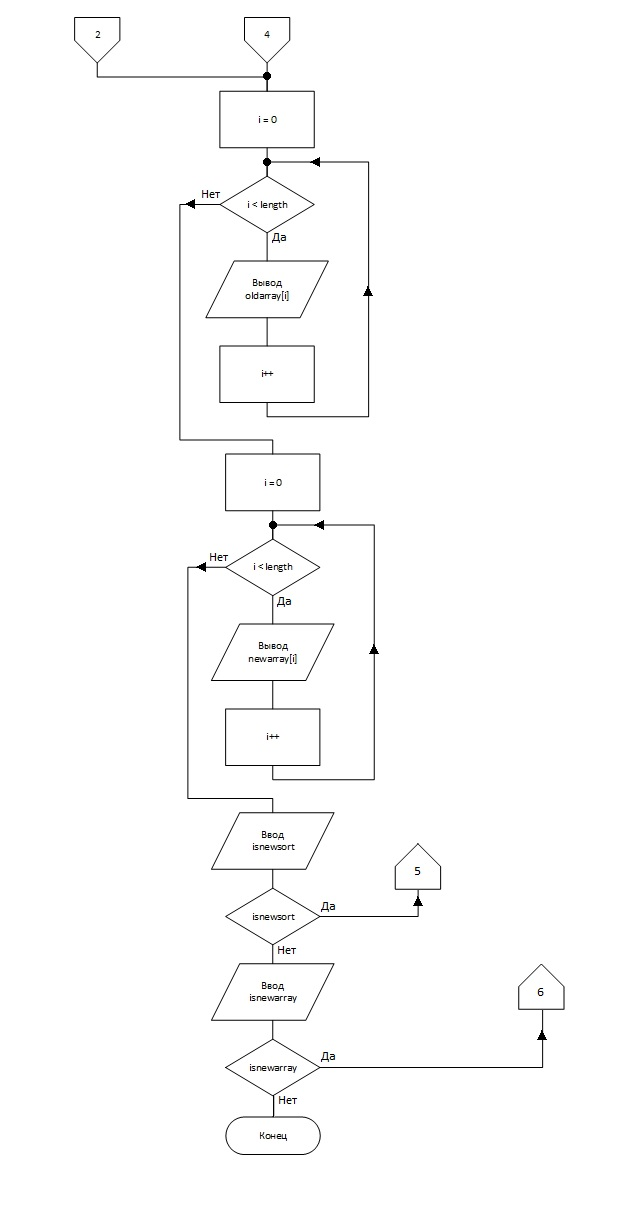 2
4
i = 0
i < length
Нет
Да
Вывод
oldarray[i]
i++
i = 0
i < length
Нет
Да
Вывод
newarray[i]
i++
Ввод
isnewsort
5
isnewsort
Да
Нет
Ввод
isnewarray
6
isnewarray
Да
Нет
Конец